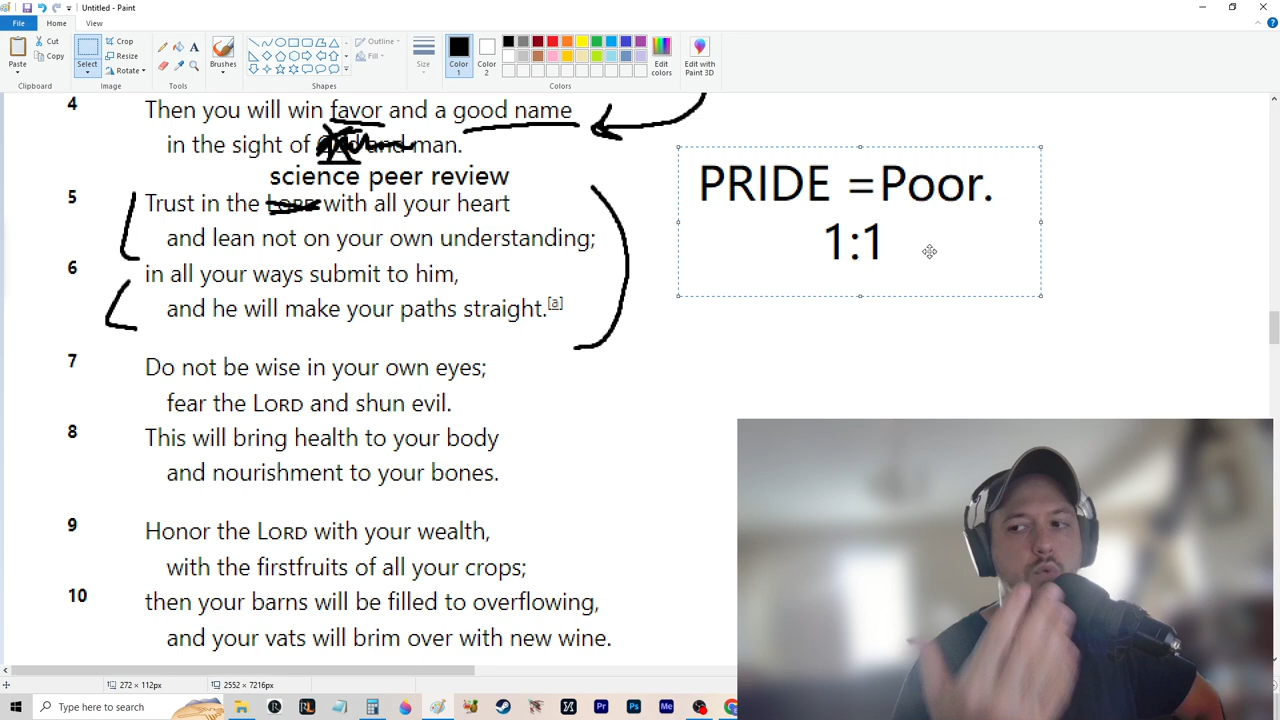 Untitled - Paint
File
Home
View
Paste
Cut
Copy
Clipboard
Select
Crop
Resize
Rotate
Image
A
Tools
Brushes
Outline
Fill
Shapes
Size
Color
1
Color
2
Edit
colors
Colors
Edit with
Paint 3D
4 Then you will win favor and a good name
in the sight of and man.
science peer review
5 Trust in the LORD with all your heart
and lean not on your own understanding;
6 in all your ways submit to him,
and he will make your paths straight.[a]
7 Do not be wise in your own eyes;
fear the LORD and shun evil.
8 This will bring health to your body
and nourishment to your bones.
9 Honor the LORD with your wealth,
with the firstfruits of all your crops;
10 then your barns will be filled to overflowing,
and your vats will brim over with new wine.
PRIDE =Poor.
1:1
272 × 112px
2552 × 7216px
Type here to search
Pr
Ps
Me